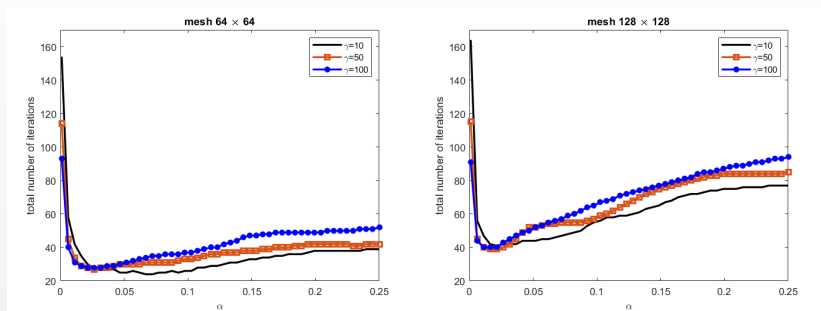 mesh 64 × 64
total number of iterations
160
140
120
100
80
60
40
20
γ=10
γ=50
γ=100
0 0.05 0.1 0.15 0.2 0.25
α
mesh 128 × 128
total number of iterations
160
140
120
100
80
60
40
20
γ=10
γ=50
γ=100
0 0.05 0.1 0.15 0.2 0.25
α